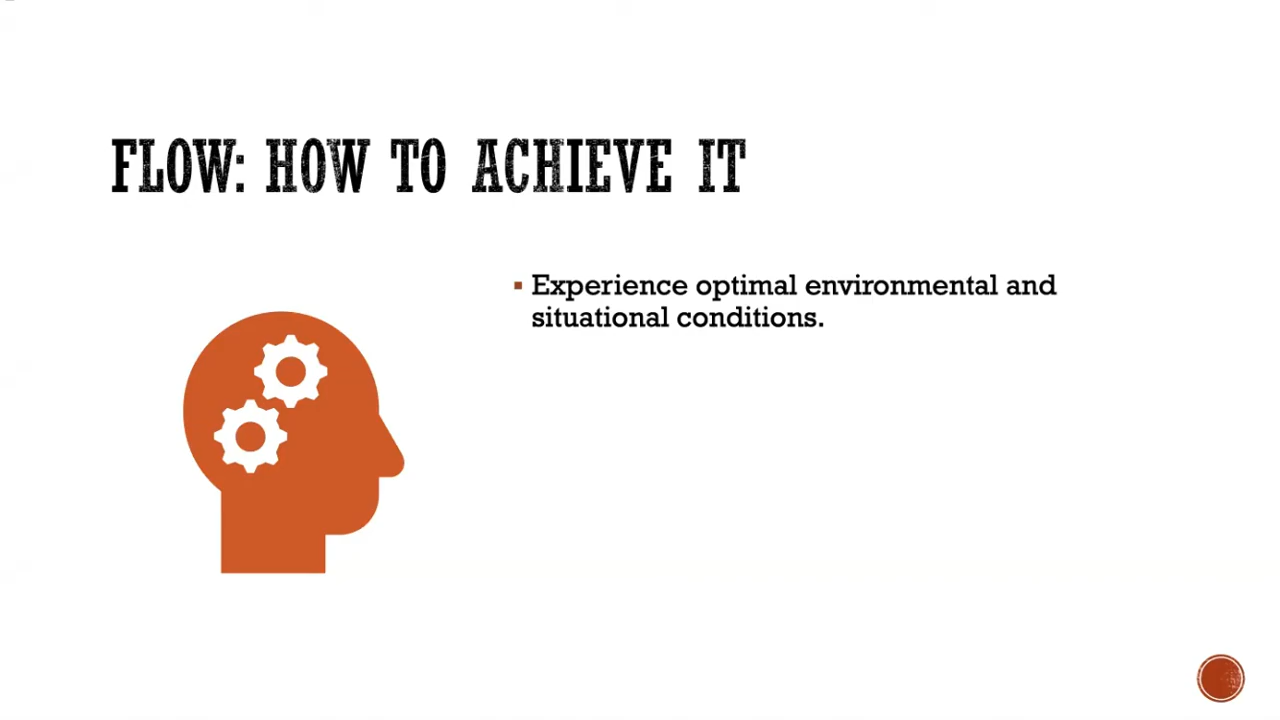 FLOW: HOW TO ACHIEVE IT
▪ Experience optimal environmental and
situational conditions.